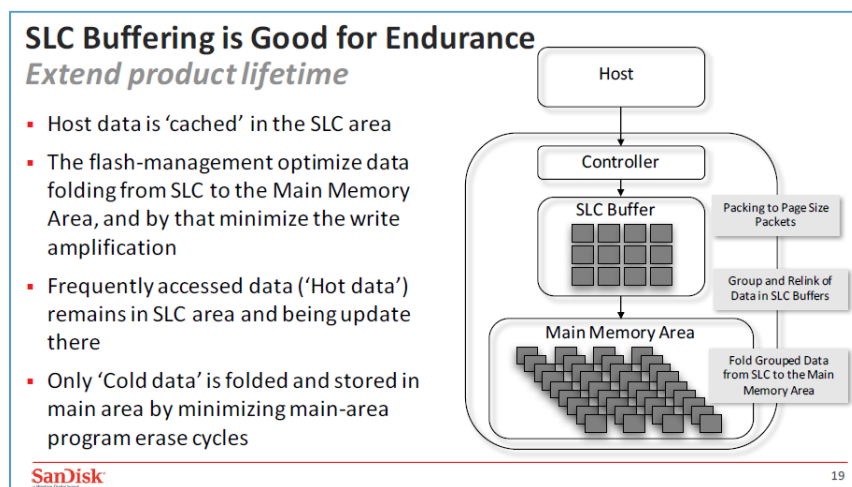 SLC Buffering is Good for Endurance
Extend product lifetime
▪ Host data is ‘cached’ in the SLC area
▪ The flash-management optimize data
folding from SLC to the Main Memory
Area, and by that minimize the write
amplification
▪ Frequently accessed data (‘Hot data’)
remains in SLC area and being update
there
▪ Only ‘Cold data’ is folded and stored in
main area by minimizing main-area
program erase cycles
Host
Controller
SLC Buffer
Packing to Page Size
Packets
Group and Relink of
Data in SLC Buffers
Main Memory Area
Fold Grouped Data
from SLC to the Main
Memory Area
SanDisk
19